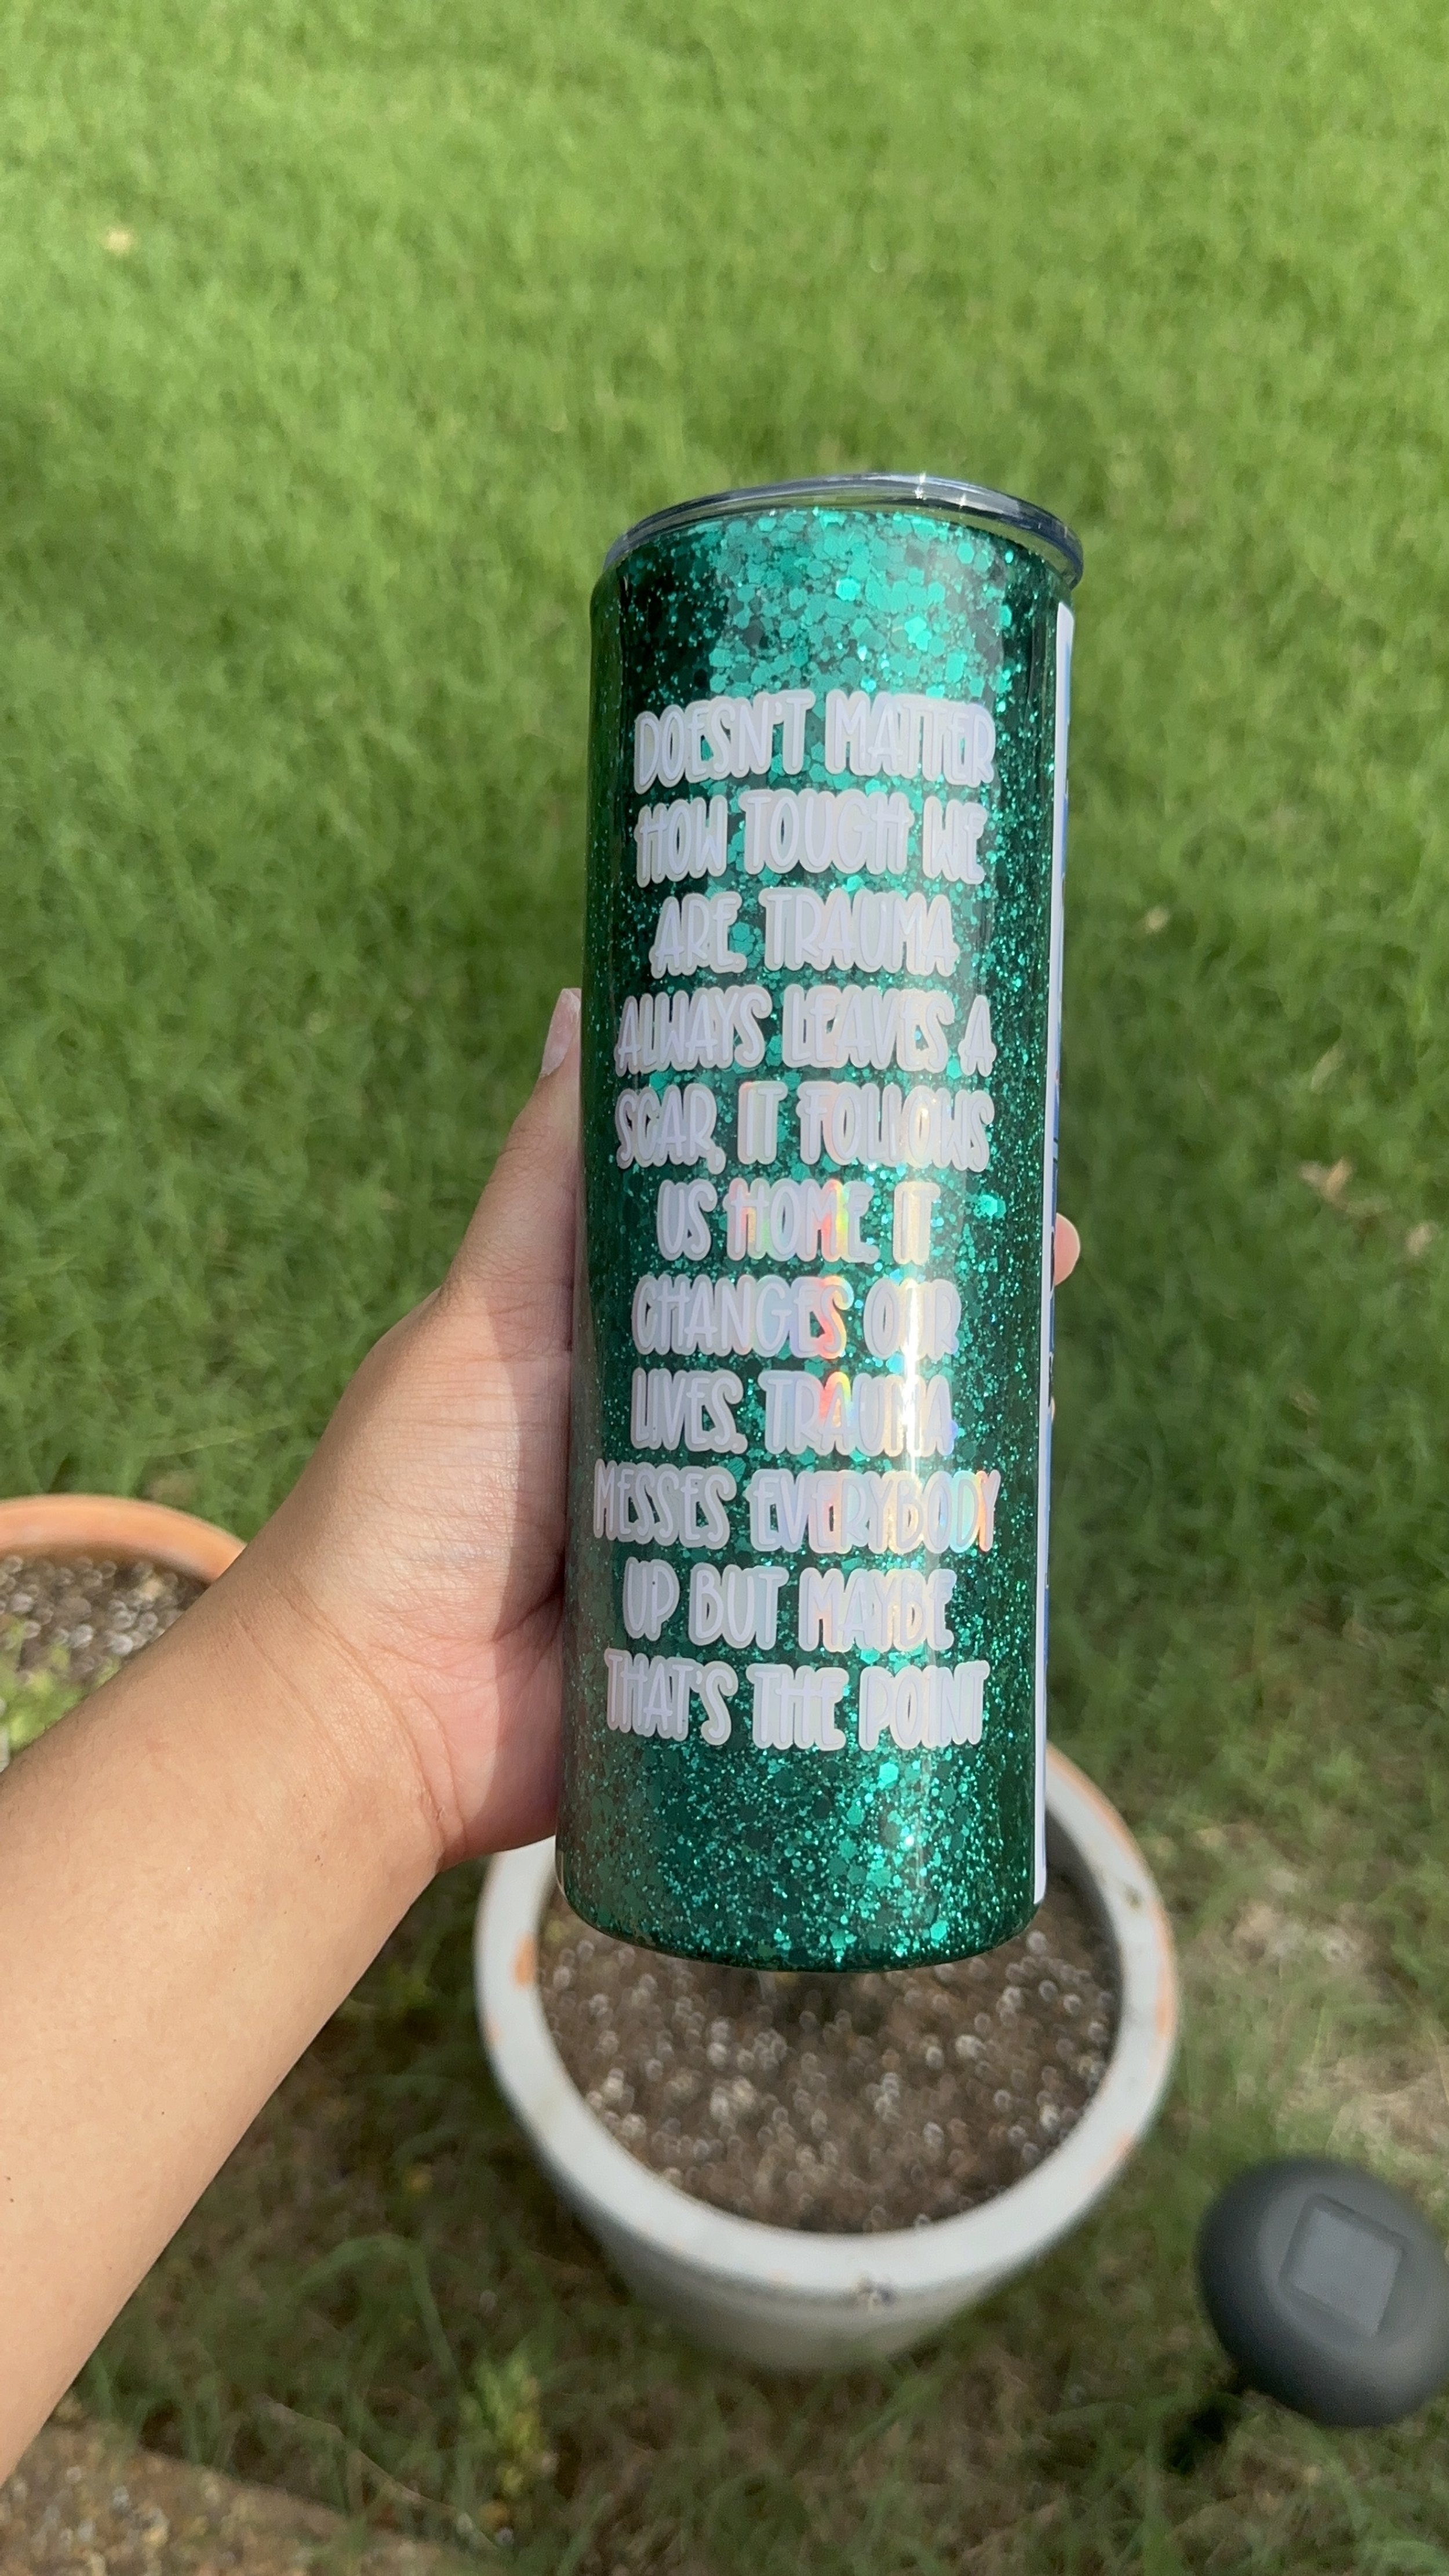 DOESN'T MATTER
HOW TOUGH WE
ARE, TRAUMA
ALWAYS LEAVES A
SCAR, IT FOLLOWS
US HOME, IT
CHANGES OUR
LIVES. TRAUMA
MESSES EVERYBODY
UP BUT MAYBE
THAT'S THE POINT